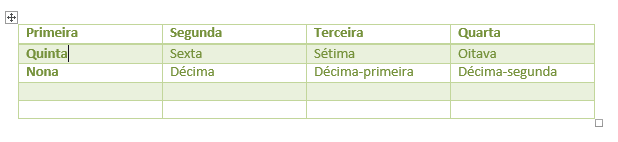 Primeira Segunda Terceira Quarta
Quinta Sexta Sétima Oitava
Nona Décima Décima-primeira Décima-segunda